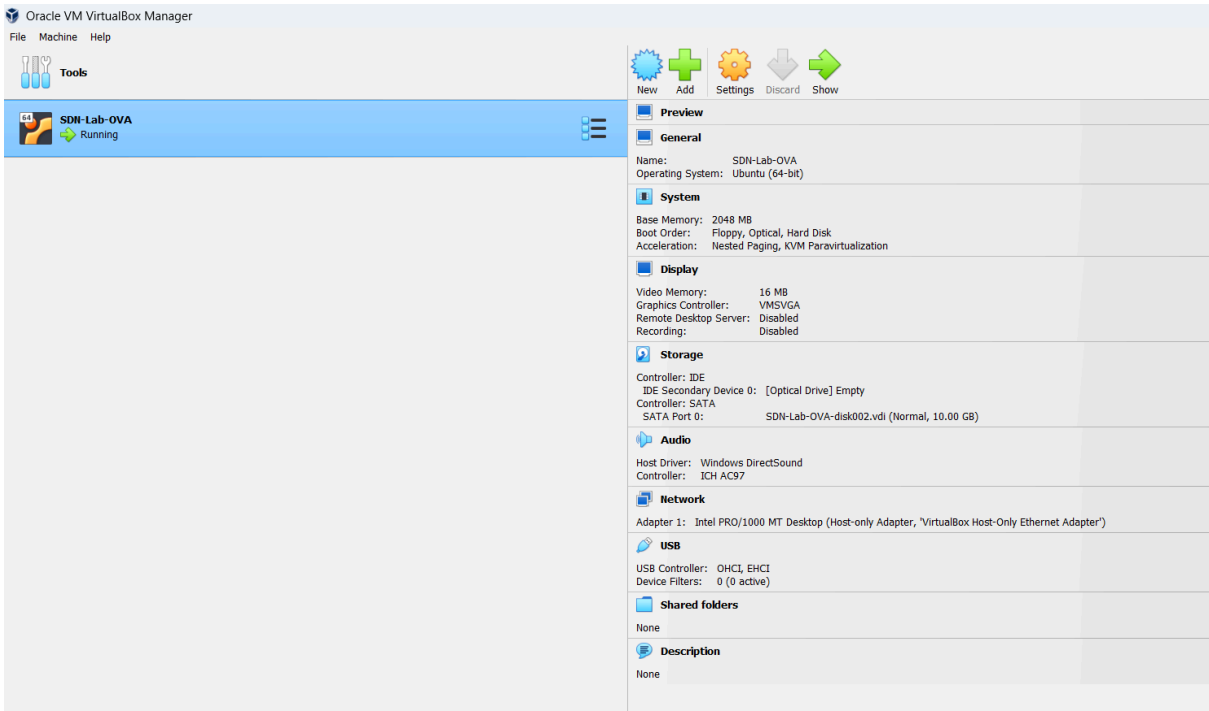 Oracle VM VirtualBox Manager
File Machine Help
Tools
New Add Settings Discard Show
64
SDN-Lab-OVA
Running
Preview
General
Name: SDN-Lab-OVA
Operating System: Ubuntu (64-bit)
System
Base Memory: 2048 MB
Boot Order: Floppy, Optical, Hard Disk
Acceleration: Nested Paging, KVM Paravirtualization
Display
Video Memory: 16 MB
Graphics Controller: VMSVGA
Remote Desktop Server: Disabled
Recording: Disabled
Storage
Controller: IDE
IDE Secondary Device 0: [Optical Drive] Empty
Controller: SATA
SATA Port 0: SDN-Lab-OVA-disk002.vdi (Normal, 10.00 GB)
Audio
Host Driver: Windows DirectSound
Controller: ICH AC97
Network
Adapter 1: Intel PRO/1000 MT Desktop (Host-only Adapter, 'VirtualBox Host-Only Ethernet Adapter')
USB
USB Controller: OHCI, EHCI
Device Filters: 0 (0 active)
Shared folders
None
Description
None